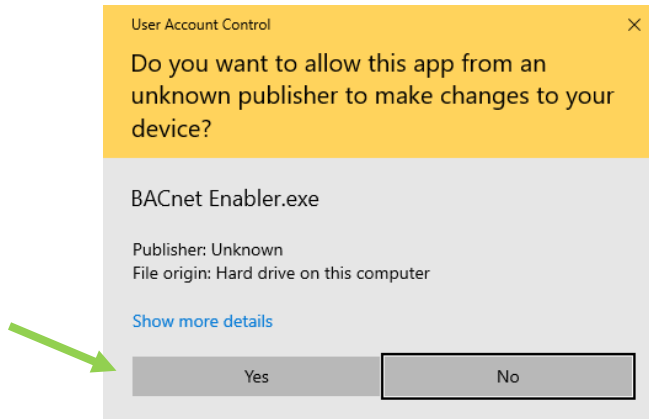 User Account Control
Do you want to allow this app from an
unknown publisher to make changes to your
device?
BACnet Enabler.exe
Publisher: Unknown
File origin: Hard drive on this computer
Show more details
Yes
No